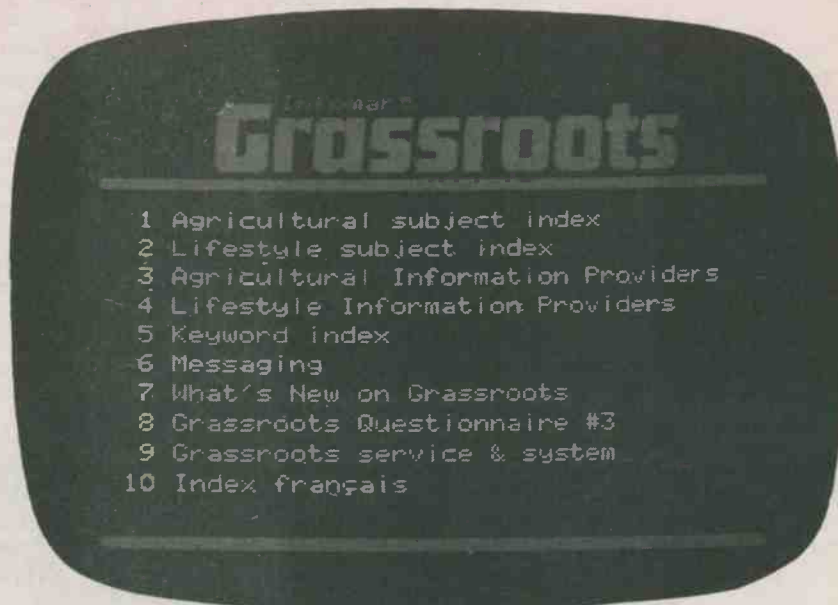 Infomart
Grassroots
1 Agricultural subject index
2 Lifestyle subject index
3 Agricultural Information Providers
4 Lifestyle Information Providers
5 Keyword index
6 Messaging
7 What's New on Grassroots
8 Grassroots Questionnaire #3
9 Grassroots service & system
10 Index français